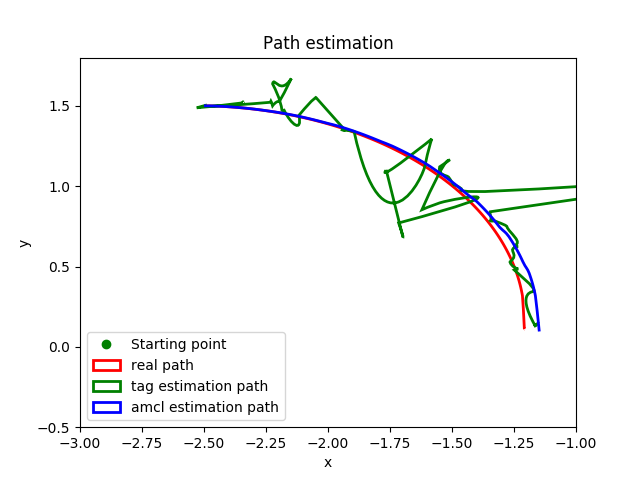 Path estimation
y
1.5
1.0
0.5
0.0
−0.5
Starting point
real path
tag estimation path
amcl estimation path
−3.00 −2.75 −2.50 −2.25 −2.00 −1.75 −1.50 −1.25 −1.00
x